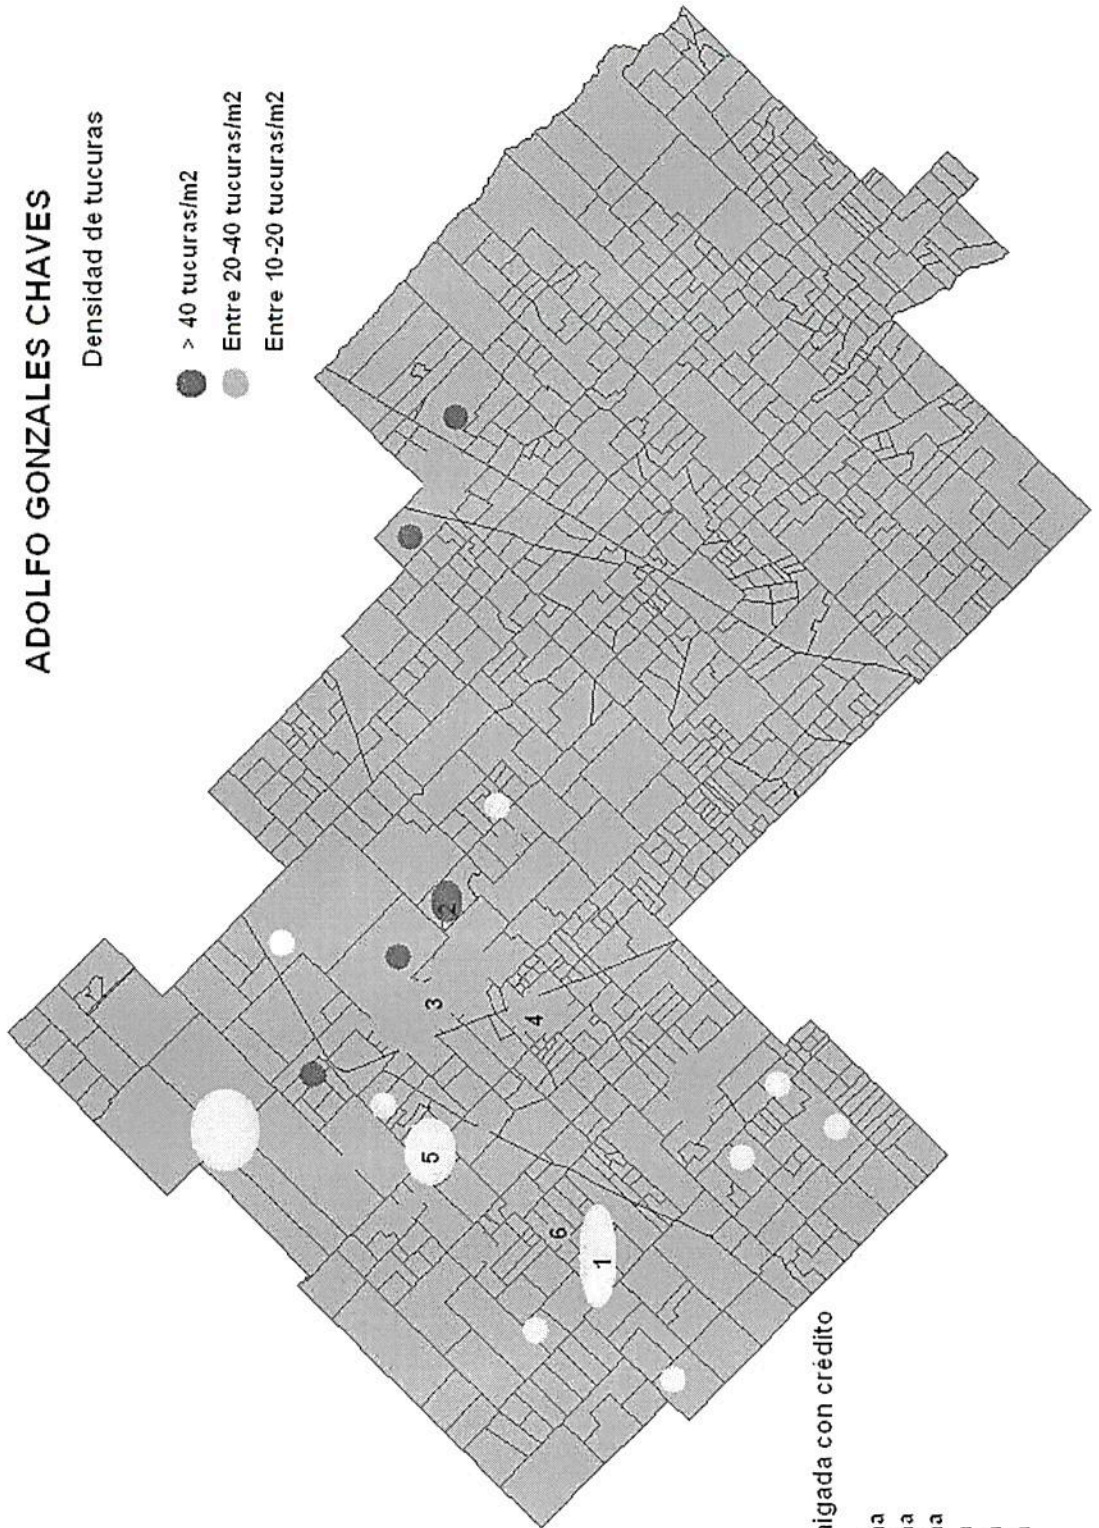 ADOLFO GONZALES CHAVES
Densidad de tucuras
> 40 tucuras/m2
Entre 20-40 tucuras/m2
Entre 10-20 tucuras/m2
2
3
4
5
6
1
nigada con crédito